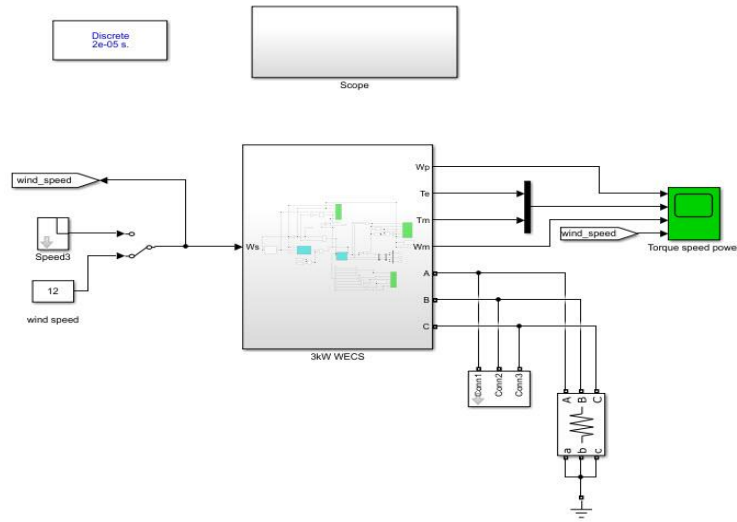 Discrete
2e-05 s.
Scope
wind_speed
Speed3
12
wind speed
Ws
Wp
Te
Tm
Wm
A
B
C
3kW WECS
wind_speed
Torque speed powe
Conn1
Conn2
Conn3
A
B
C
a
b
c